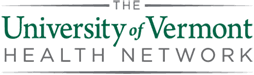 THE
University of Vermont
HEALTH NETWORK